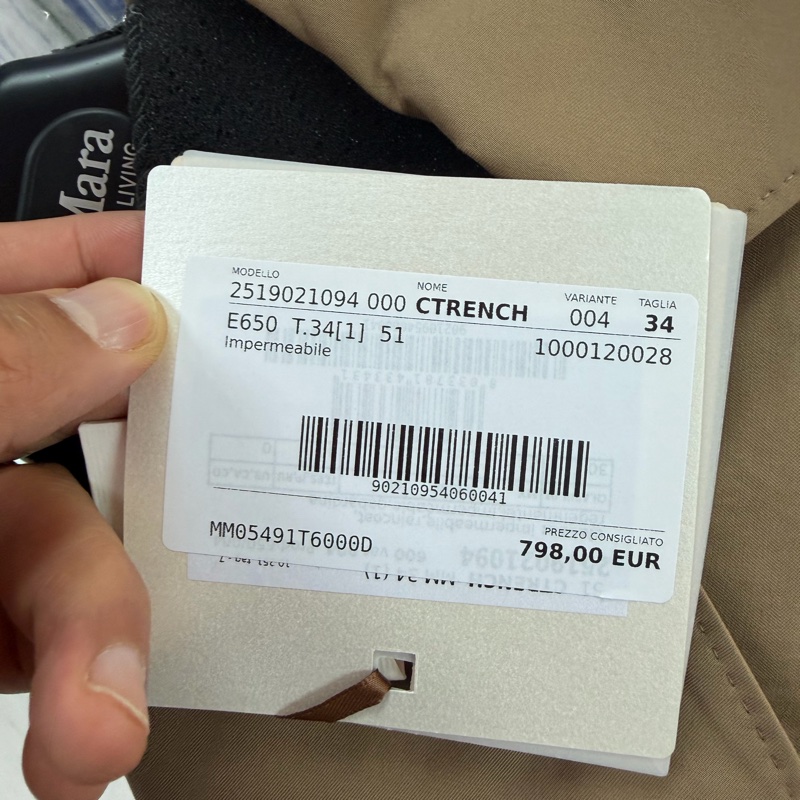 Mara
LIVING
MODELLO NOME VARIANTE TAGLIA
2519021094 000 CTRENCH 004 34
E650 T.34[1] 51
Impermeabile 1000120028
90210954060041
MM05491T6000D
PREZZO CONSIGLIATO
798,00 EUR